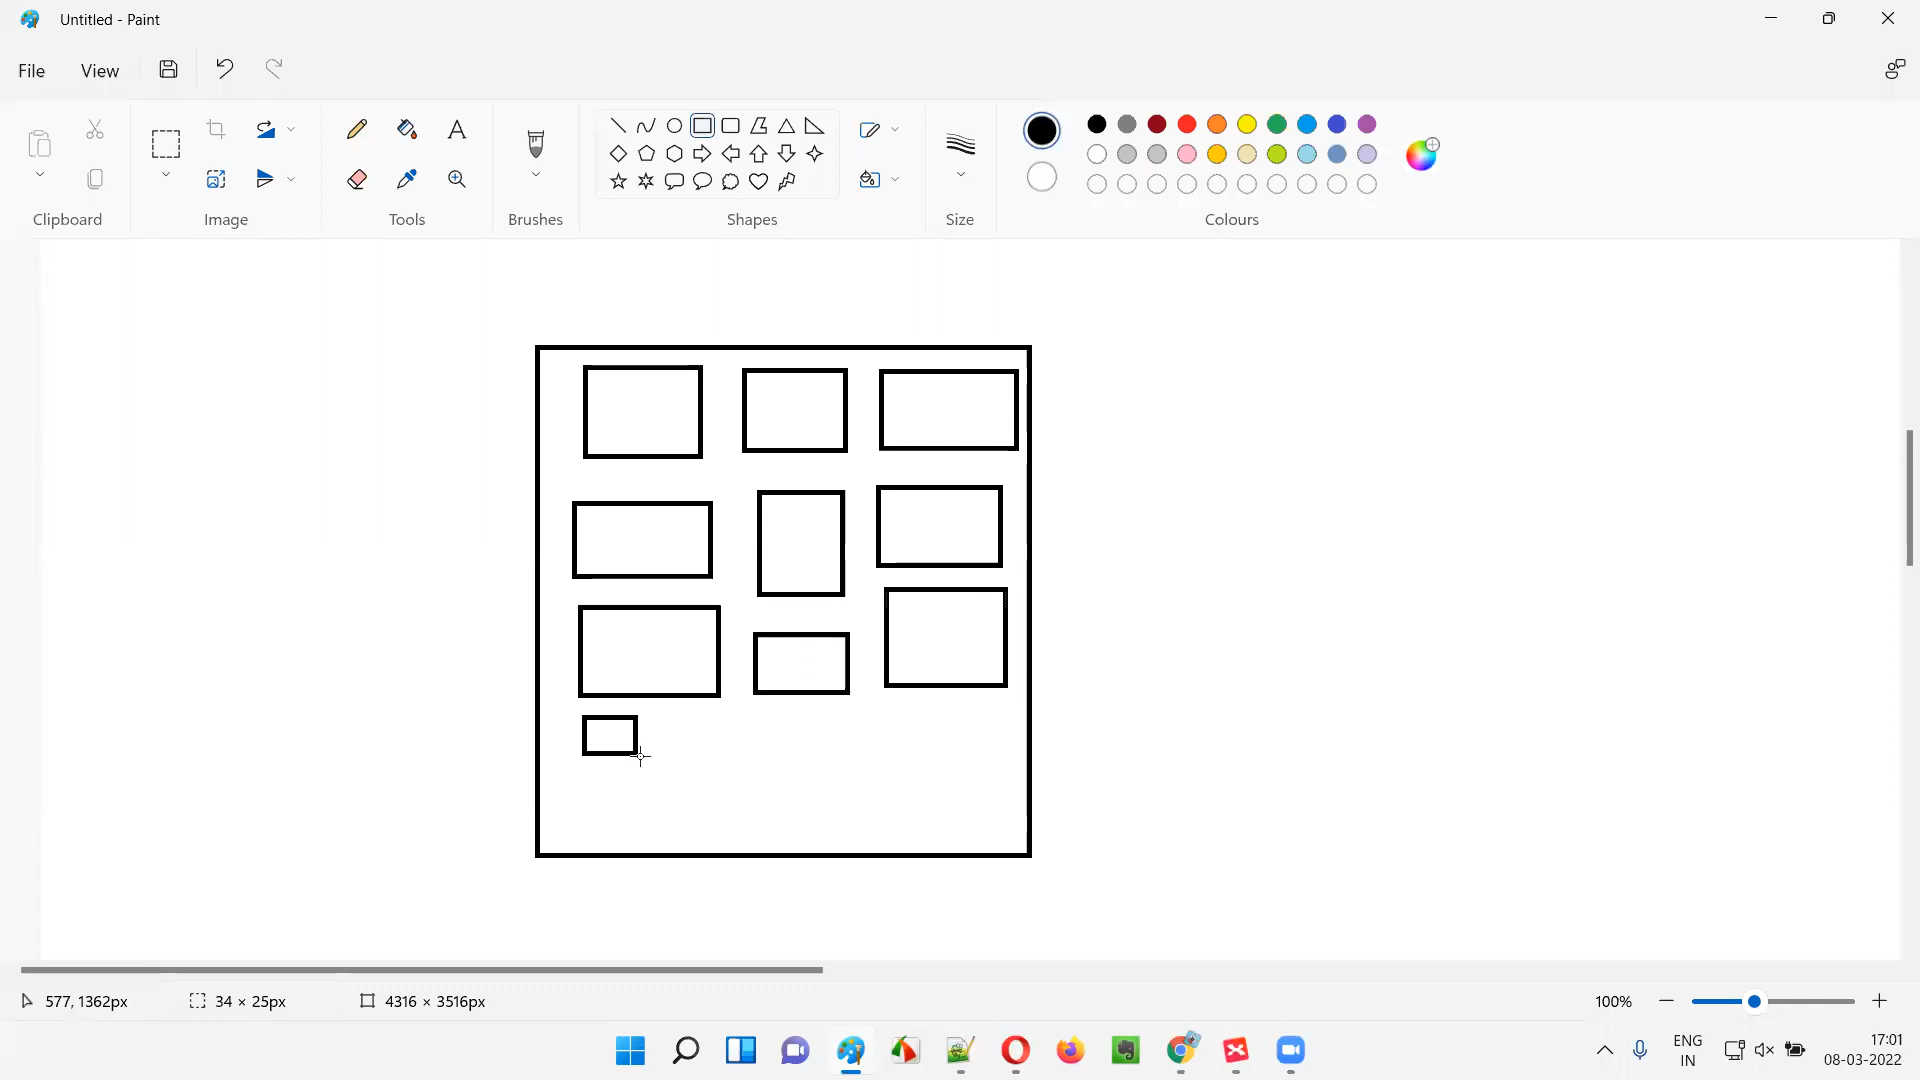 Untitled - Paint
File View
Clipboard Image Tools Brushes Shapes Size Colours
577, 1362px 34 × 25px 4316 × 3516px 100%
ENG 17:01
IN 08-03-2022